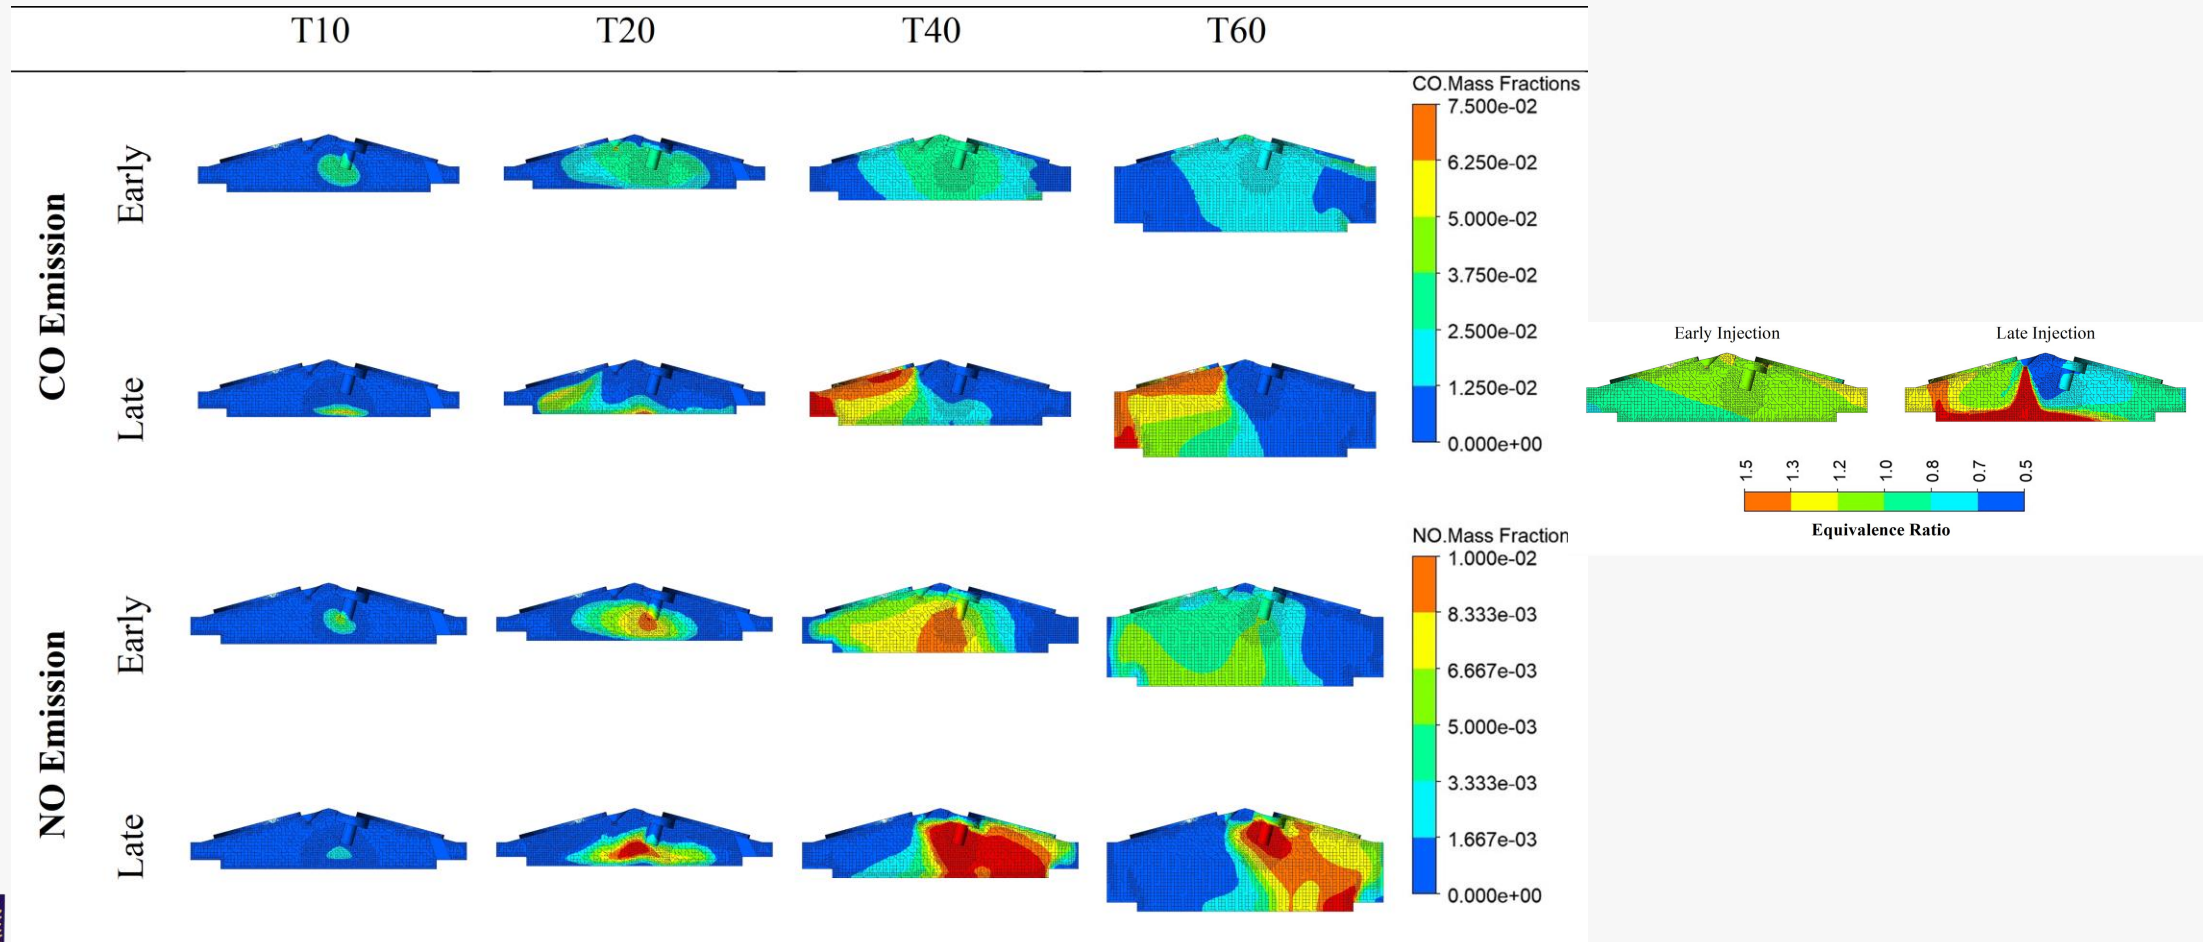 T10 T20 T40 T60
CO Emission
Early
Late
CO.Mass Fractions
7.500e-02
6.250e-02
5.000e-02
3.750e-02
2.500e-02
1.250e-02
0.000e+00
NO Emission
Early
Late
NO.Mass Fraction
1.000e-02
8.333e-03
6.667e-03
5.000e-03
3.333e-03
1.667e-03
0.000e+00
Early Injection Late Injection
1.5 1.3 1.2 1.0 0.8 0.7 0.5
Equivalence Ratio